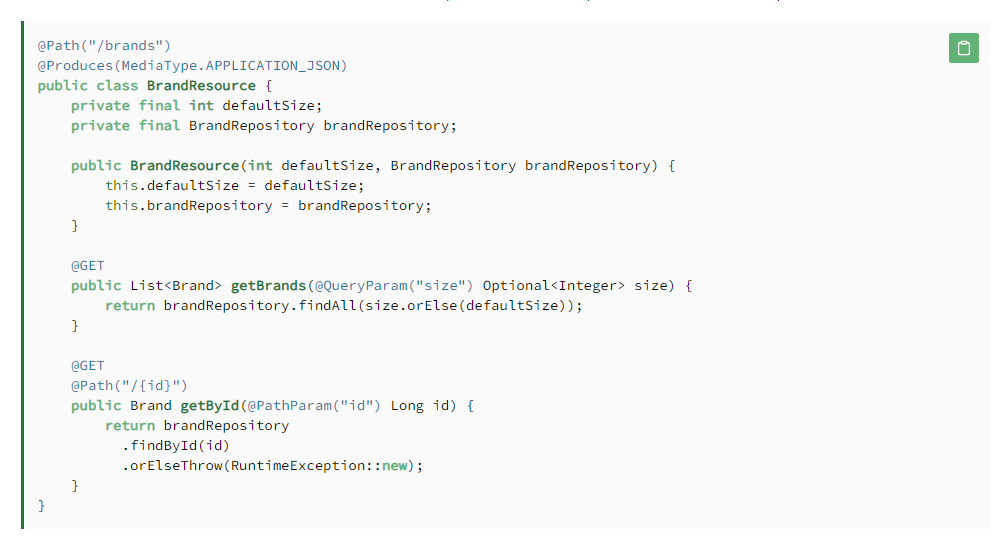 @Path("/brands")
@Produces(MediaType.APPLICATION_JSON)
public class BrandResource {
    private final int defaultSize;
    private final BrandRepository brandRepository;

    public BrandResource(int defaultSize, BrandRepository brandRepository) {
        this.defaultSize = defaultSize;
        this.brandRepository = brandRepository;
    }

    @GET
    public List<Brand> getBrands(@QueryParam("size") Optional<Integer> size) {
        return brandRepository.findAll(size.orElse(defaultSize));
    }

    @GET
    @Path("/{id}")
    public Brand getById(@PathParam("id") Long id) {
        return brandRepository
          .findById(id)
          .orElseThrow(RuntimeException::new);
    }
}